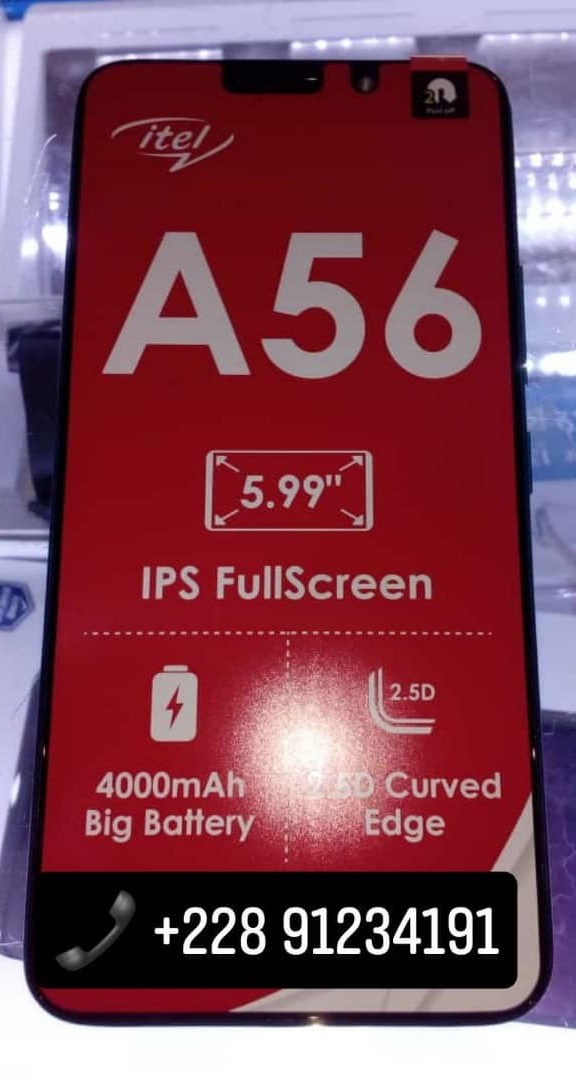 itel
A56
5.99"
IPS FullScreen
2.5D
4000mAh
Big Battery
2.5D Curved
Edge
+228 91234191